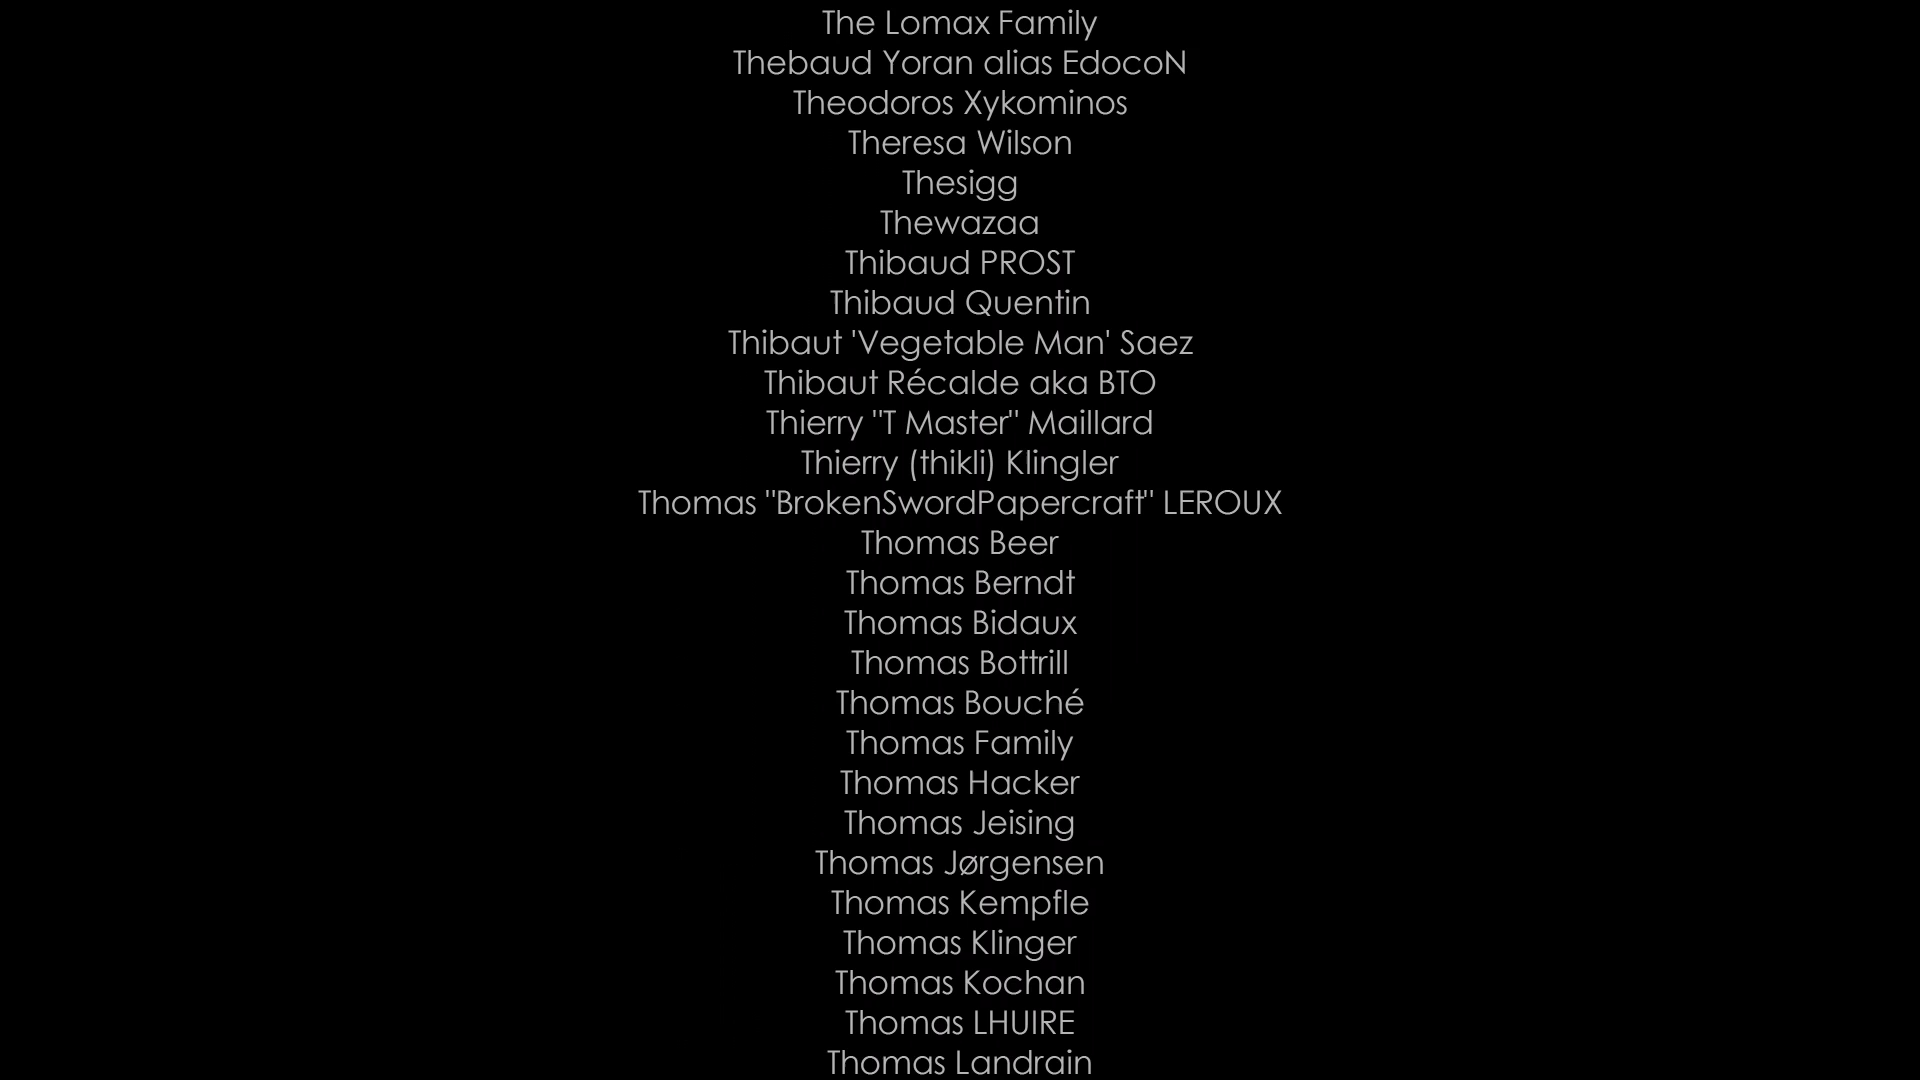 The Lomax Family
Thebaud Yoran alias EdocoN
Theodoros Xykominos
Theresa Wilson
Thesigg
Thewazaa
Thibaud PROST
Thibaud Quentin
Thibaut 'Vegetable Man' Saez
Thibaut Récalde aka BTO
Thierry "T Master" Maillard
Thierry (thikli) Klingler
Thomas "BrokenSwordPapercraft" LEROUX
Thomas Beer
Thomas Berndt
Thomas Bidaux
Thomas Bottrill
Thomas Bouché
Thomas Family
Thomas Hacker
Thomas Jeising
Thomas Jørgensen
Thomas Kempfle
Thomas Klinger
Thomas Kochan
Thomas LHUIRE
Thomas Landrain